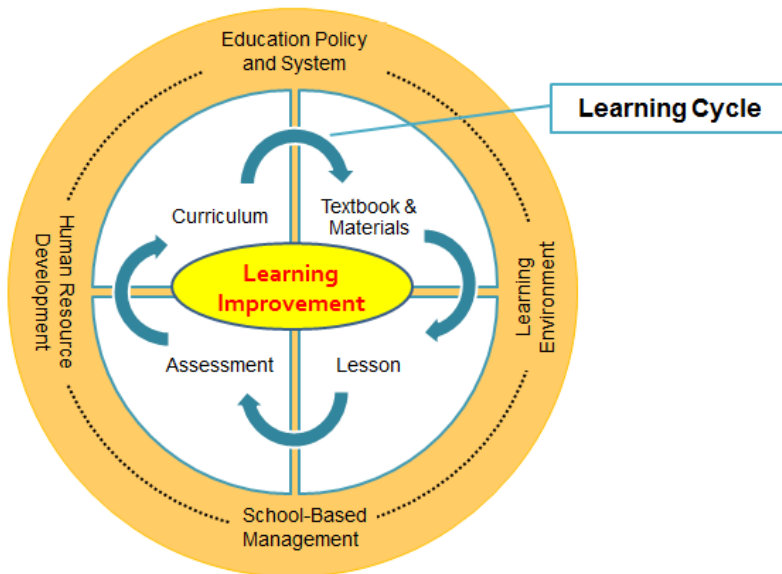 Education Policy
and System
Learning Cycle
Curriculum
Textbook &
Materials
Human Resource
Development
Learning
Improvement
Learning
Environment
Assessment
Lesson
School-Based
Management